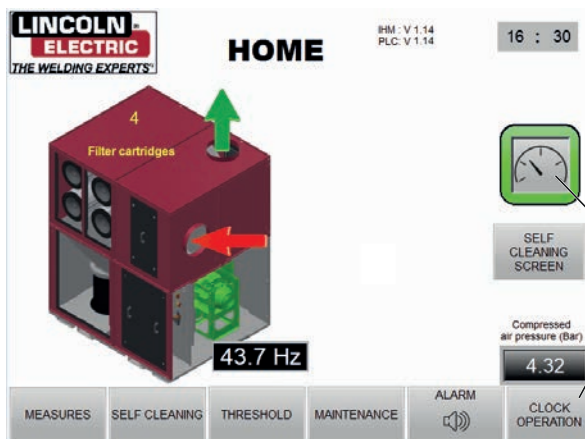 LINCOLN
ELECTRIC
THE WELDING EXPERTS®
HOME
IHM : V 1.14
PLC: V 1.14
16 : 30
4
Filter cartridges
SELF
CLEANING
SCREEN
Compressed
air pressure (Bar)
4.32
43.7 Hz
MEASURES
SELF CLEANING
THRESHOLD
MAINTENANCE
ALARM
CLOCK
OPERATION